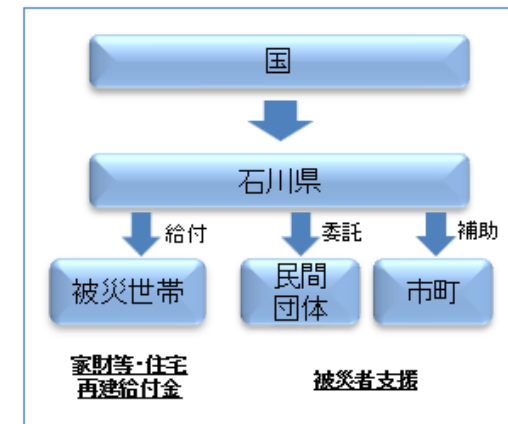 国
石川県
給付
委託
補助
被災世帯
民間
団体
市町
家財等・住宅
再建給付金
被災者支援